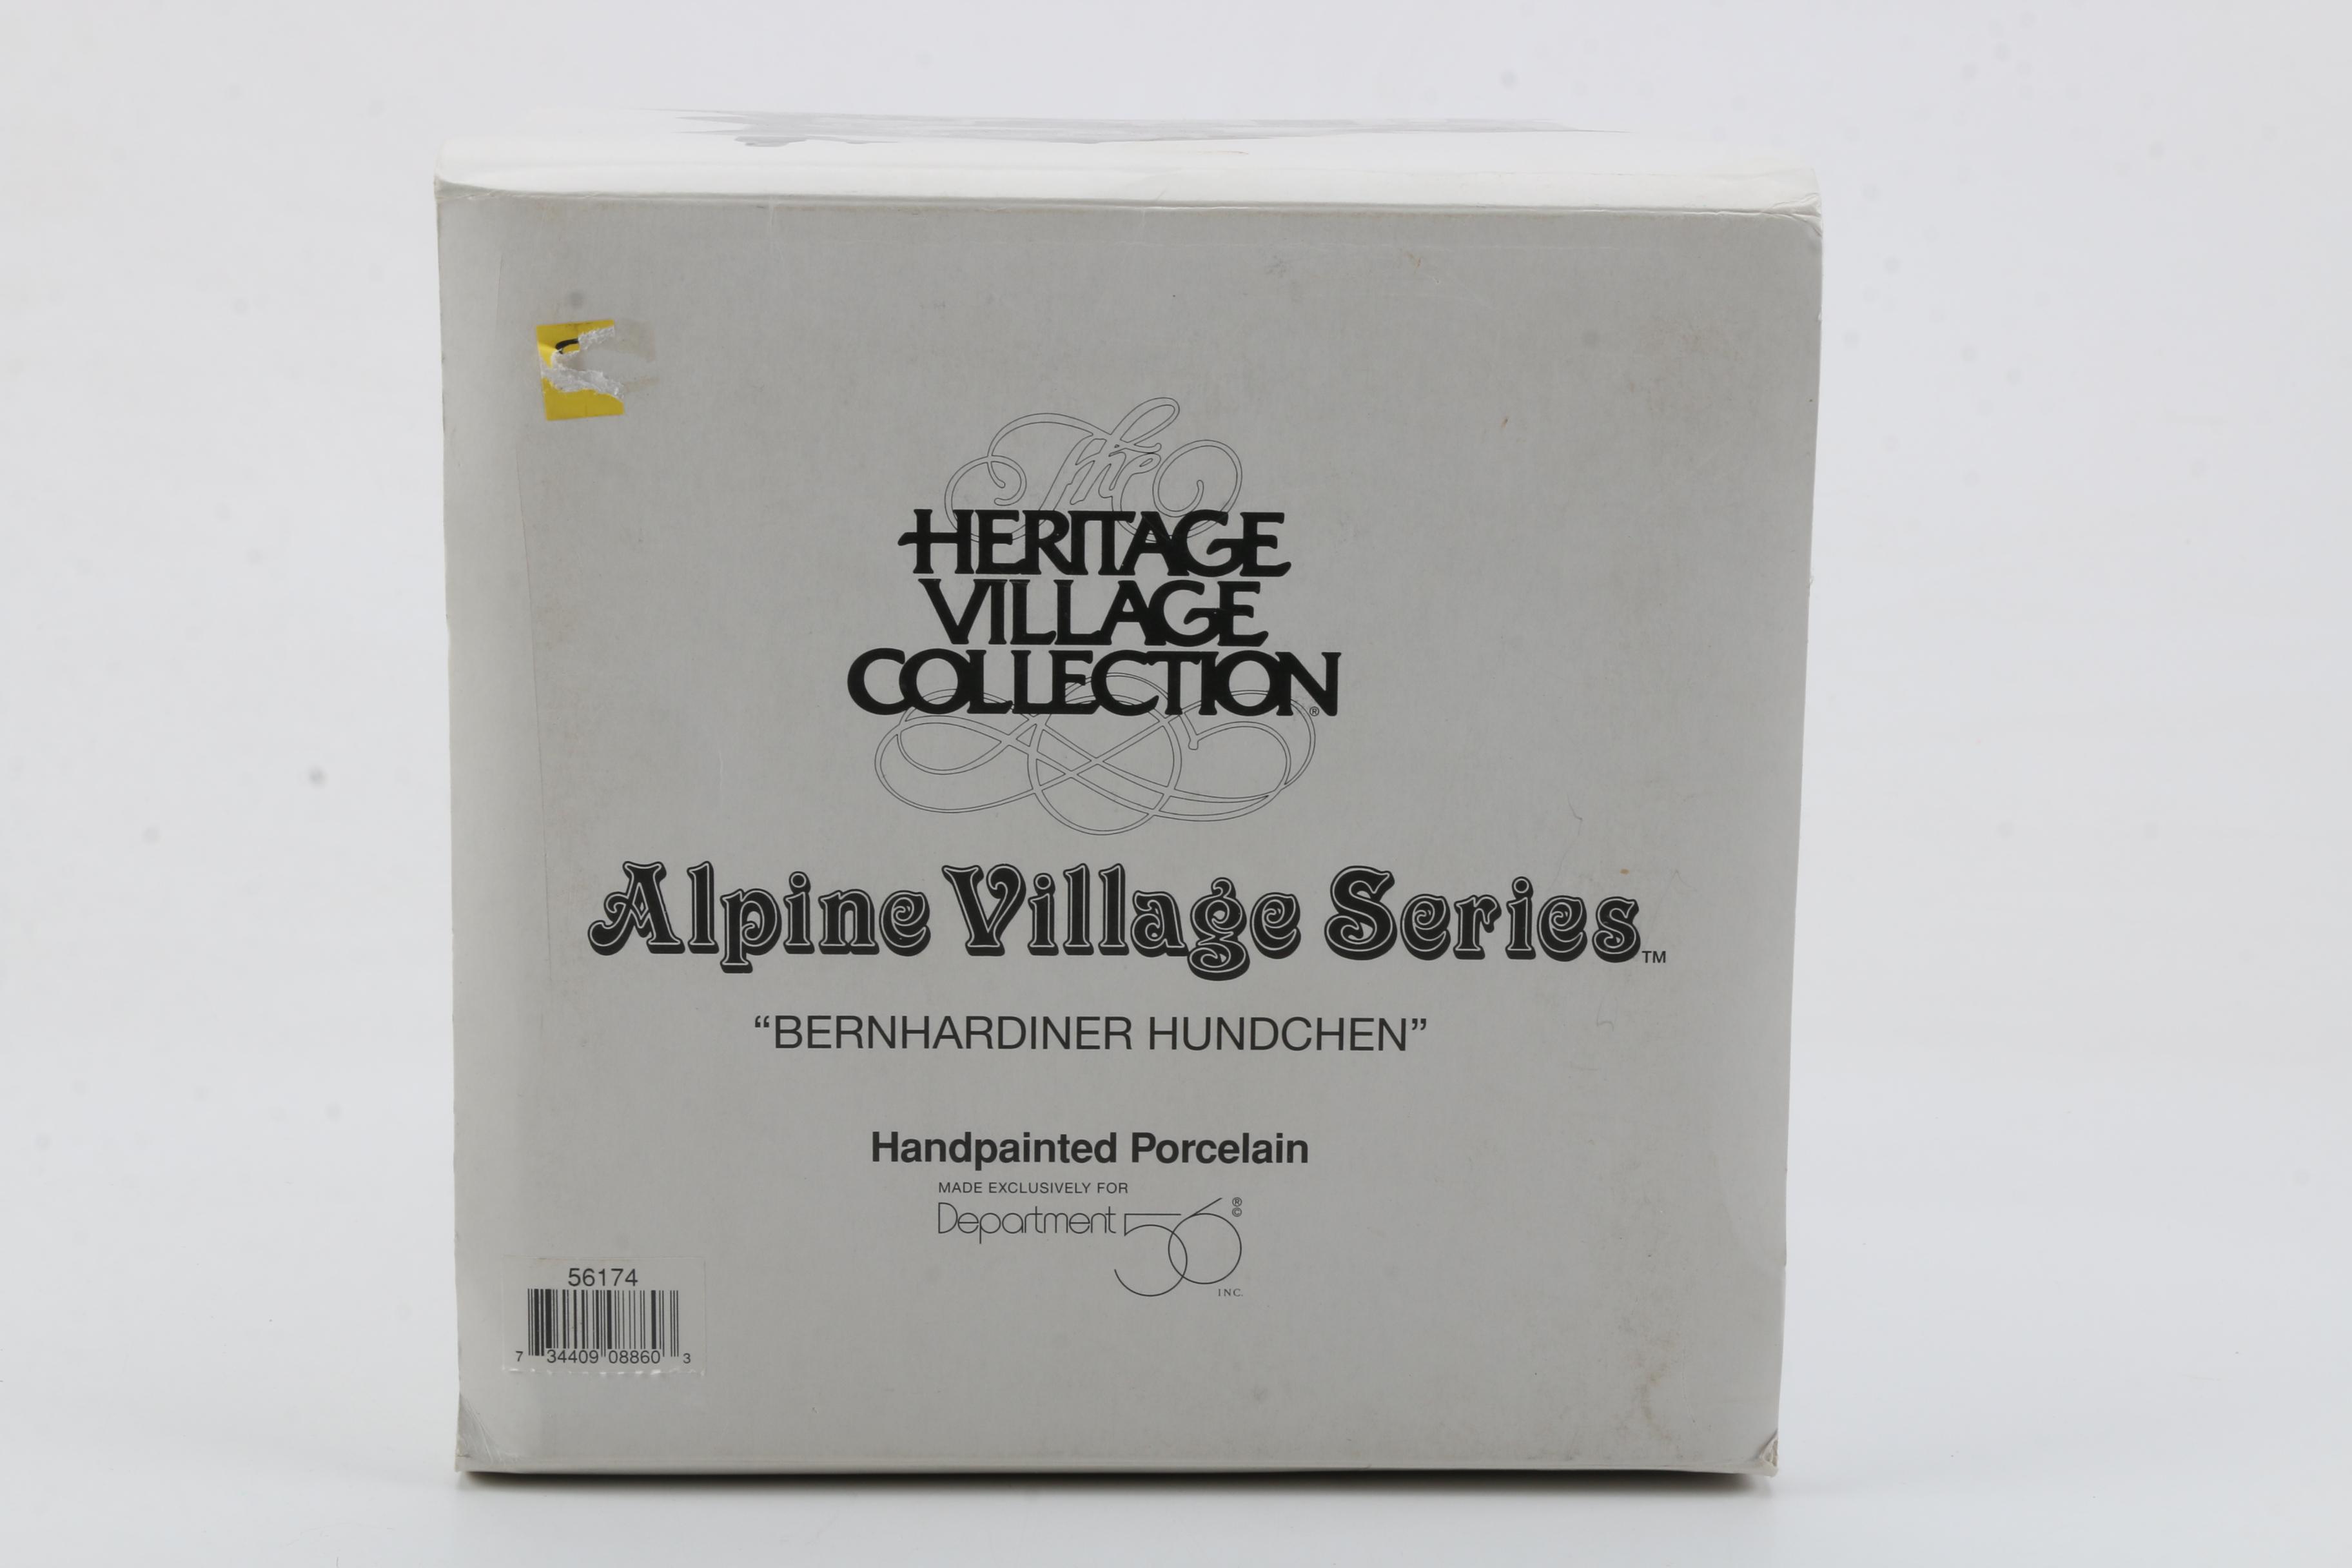 The
HERITAGE
VILLAGE
COLLECTION®
Alpine Village Series™
“BERNHARDINER HUNDCHEN”
Handpainted Porcelain
MADE EXCLUSIVELY FOR
Department 56®©
INC.
56174
7 34409 08860 3